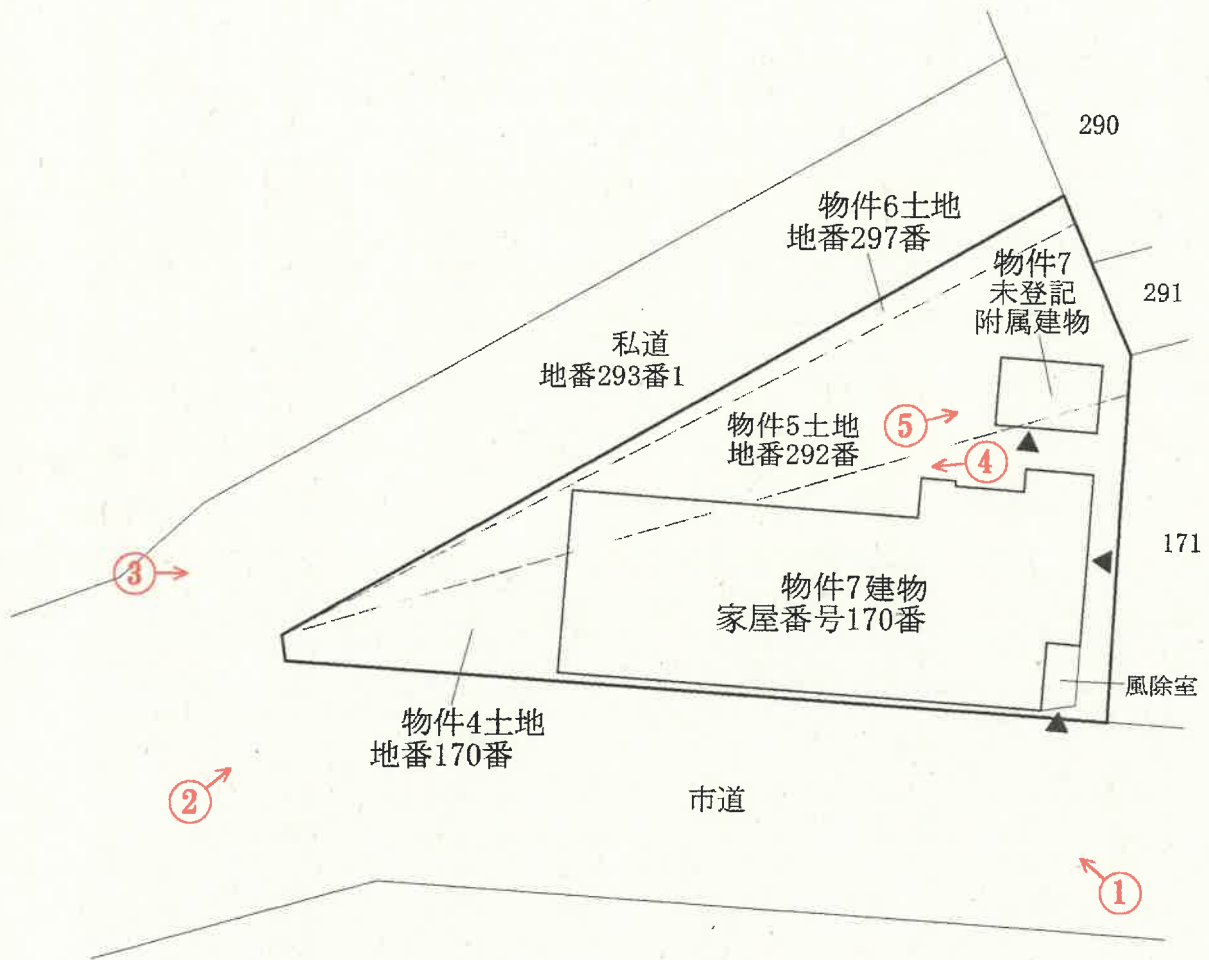 290
物件6土地
地番297番
物件7
未登記
附属建物
291
私道
地番293番1
⑤
物件5土地
地番292番
④
171
③
物件7建物
家屋番号170番
風除室
物件4土地
地番170番
②
市道
①